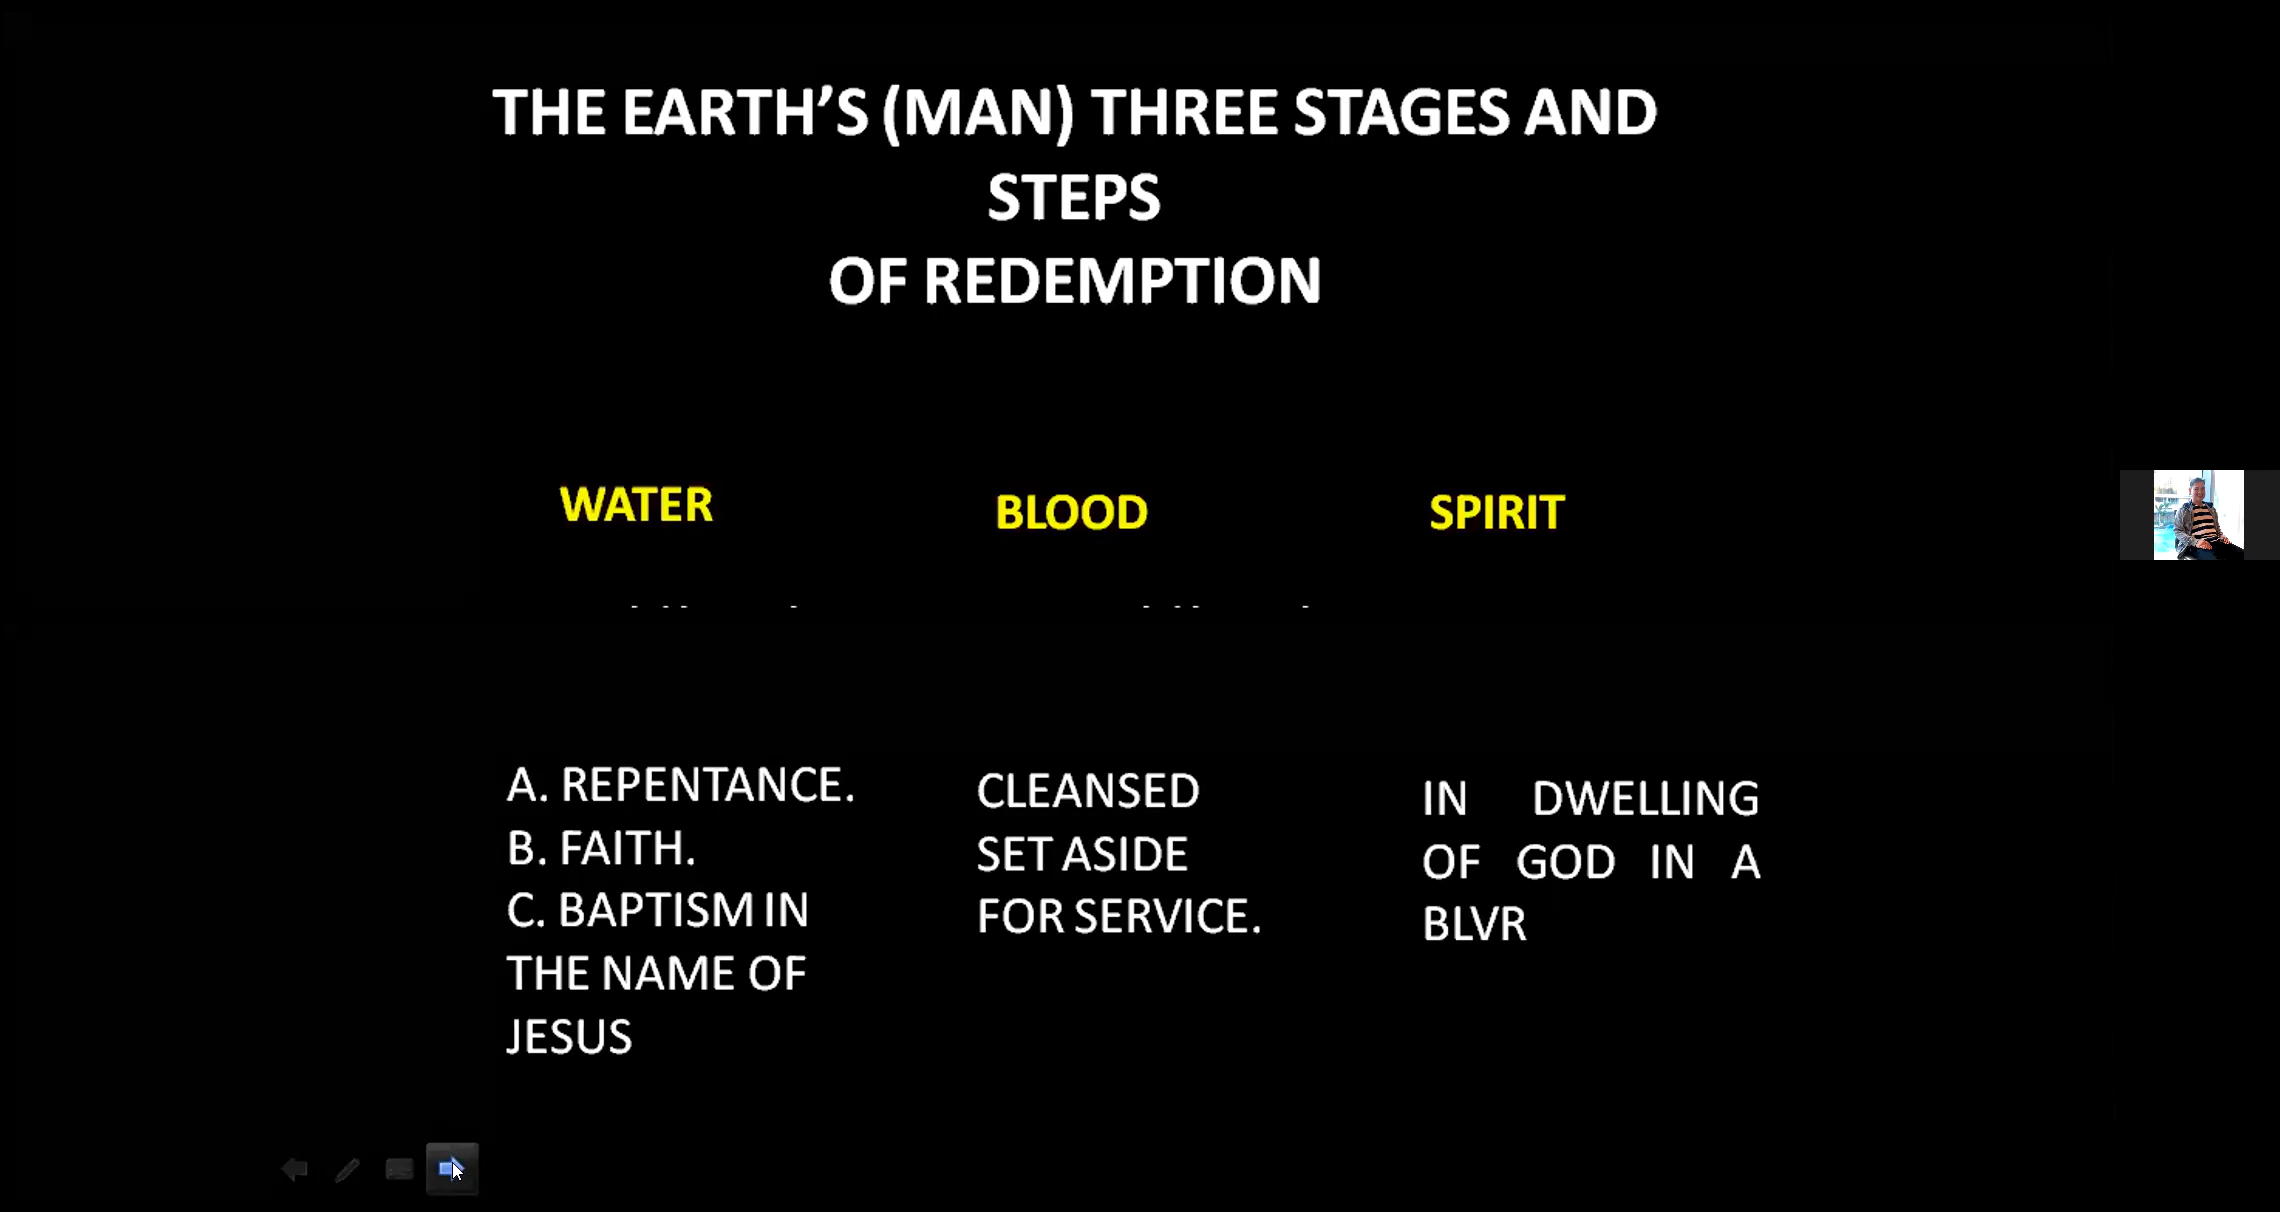 THE EARTH’S (MAN) THREE STAGES AND
STEPS
OF REDEMPTION
WATER
BLOOD
SPIRIT
A. REPENTANCE.
B. FAITH.
C. BAPTISM IN
THE NAME OF
JESUS
CLEANSED
SET ASIDE
FOR SERVICE.
IN DWELLING
OF GOD IN A
BLVR